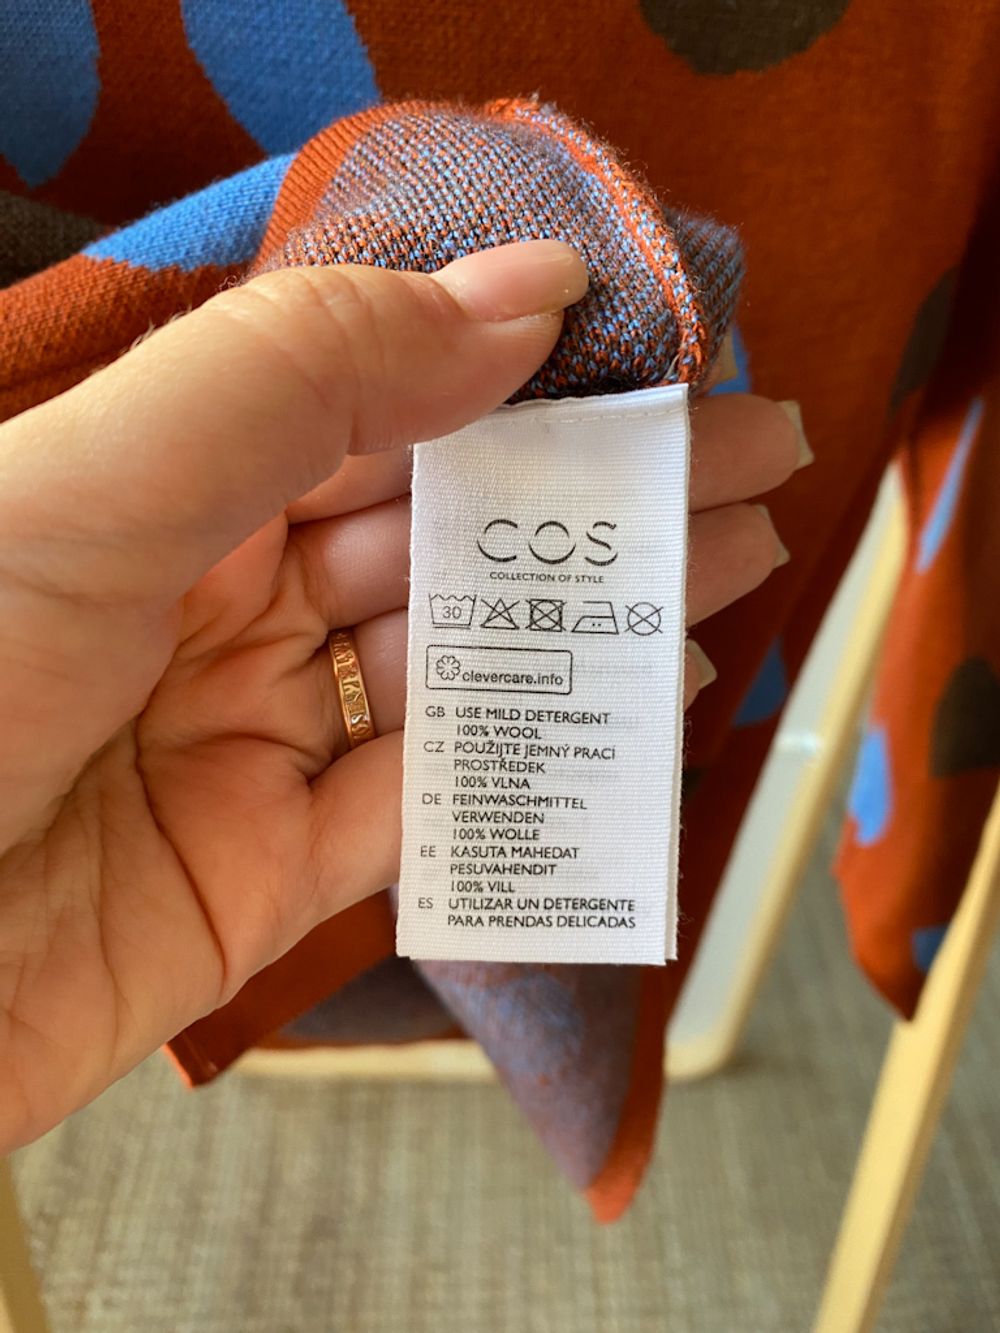 COS
COLLECTION OF STYLE
30
clevercare.info
GB USE MILD DETERGENT
100% WOOL
CZ POUŽIJTE JEMNÝ PRACI
PROSTŘEDEK
100% VLNA
DE FEINWASCHMITTEL
VERWENDEN
100% WOLLE
EE KASUTA MAHEDAT
PESUVAHENDIT
100% VILL
ES UTILIZAR UN DETERGENTE
PARA PRENDAS DELICADAS